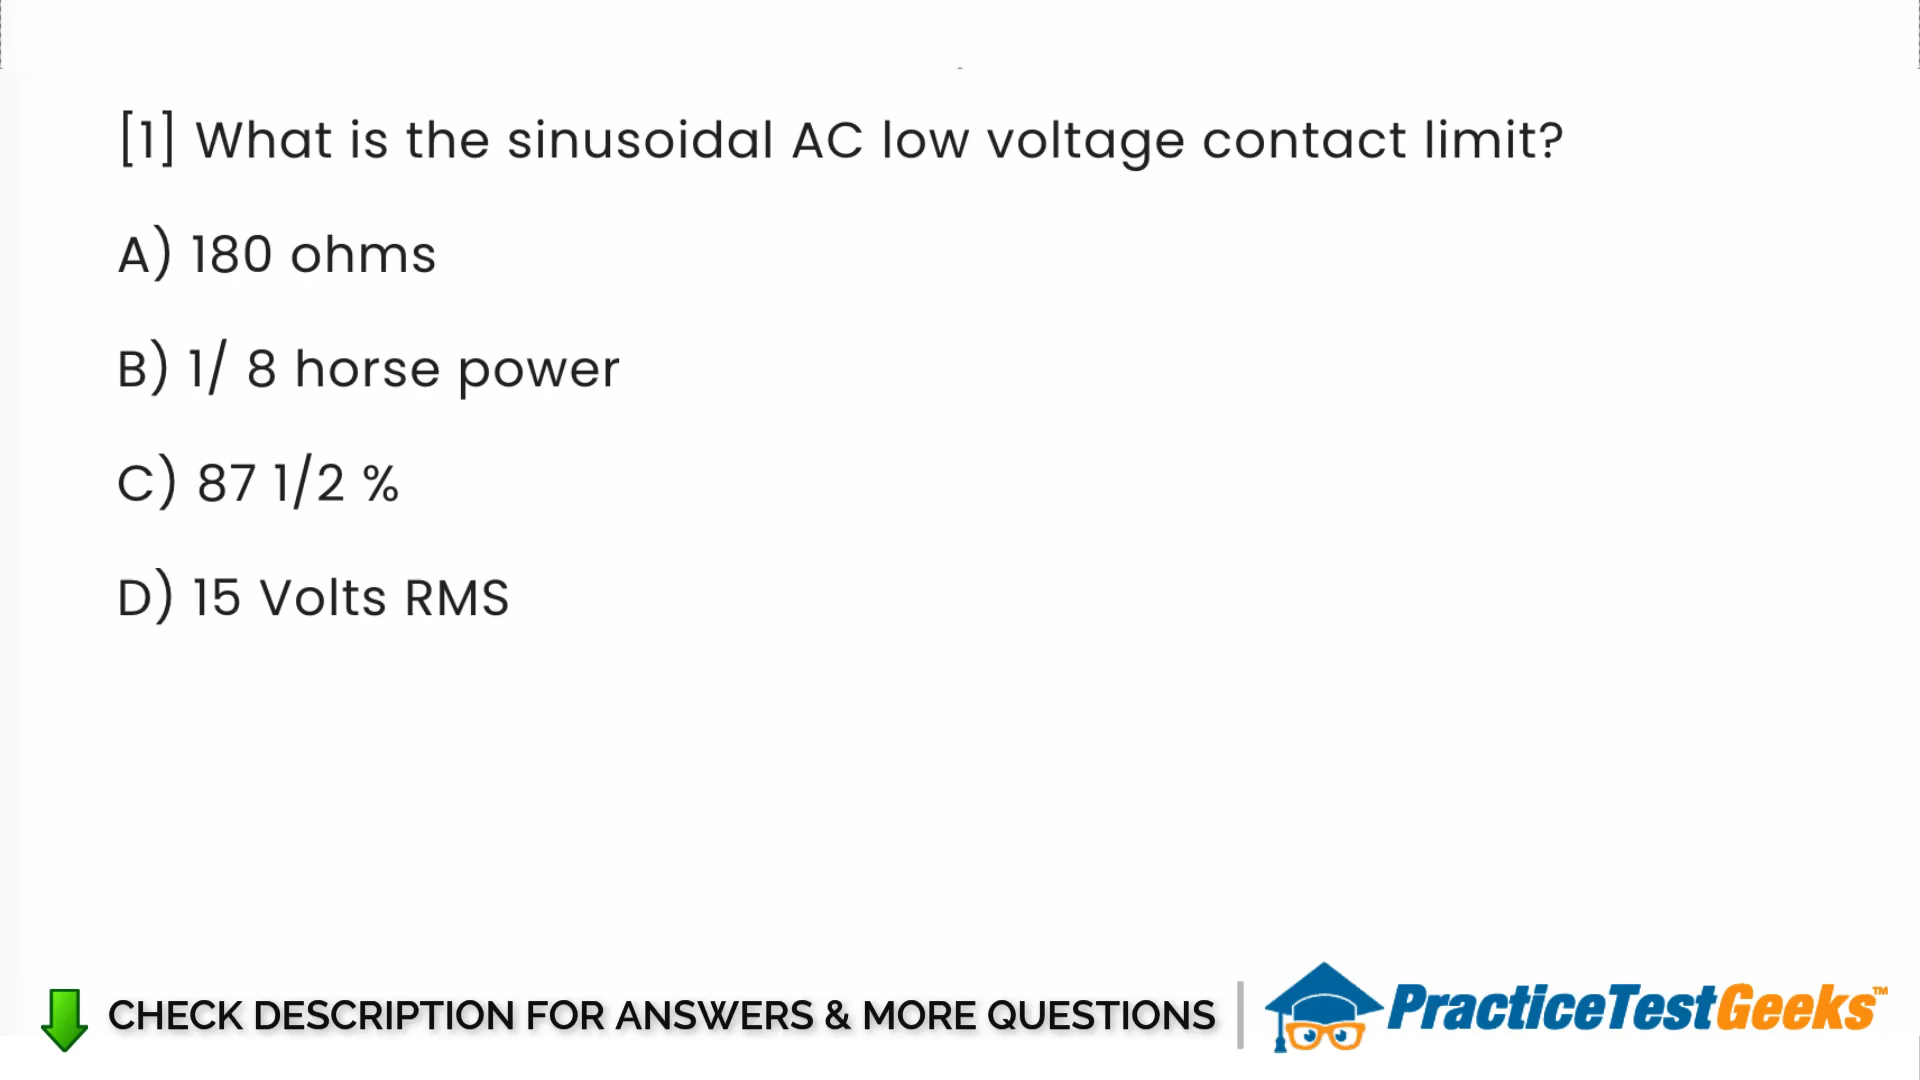 [1] What is the sinusoidal AC low voltage contact limit?
A) 180 ohms
B) 1/ 8 horse power
C) 87 1/2 %
D) 15 Volts RMS
CHECK DESCRIPTION FOR ANSWERS & MORE QUESTIONS
PracticeTestGeeks™